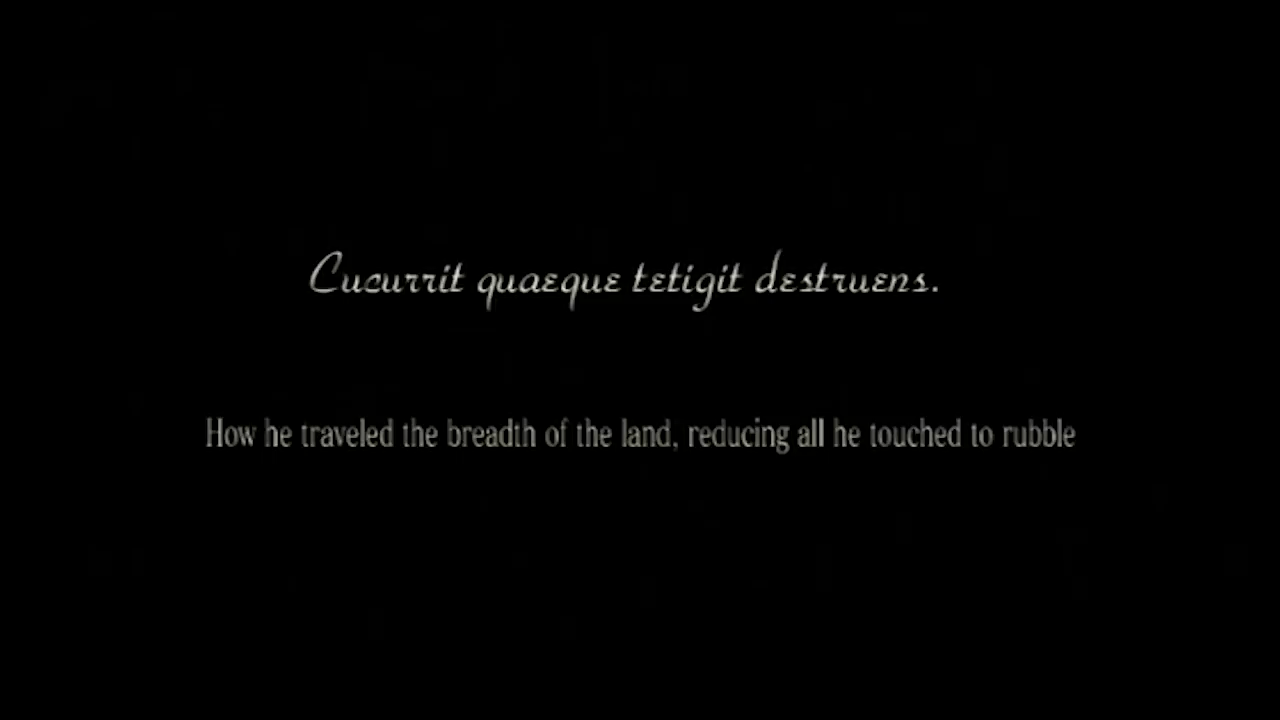 Cucurrit quaeque tetigit destruens.
How he traveled the breadth of the land, reducing all he touched to rubble